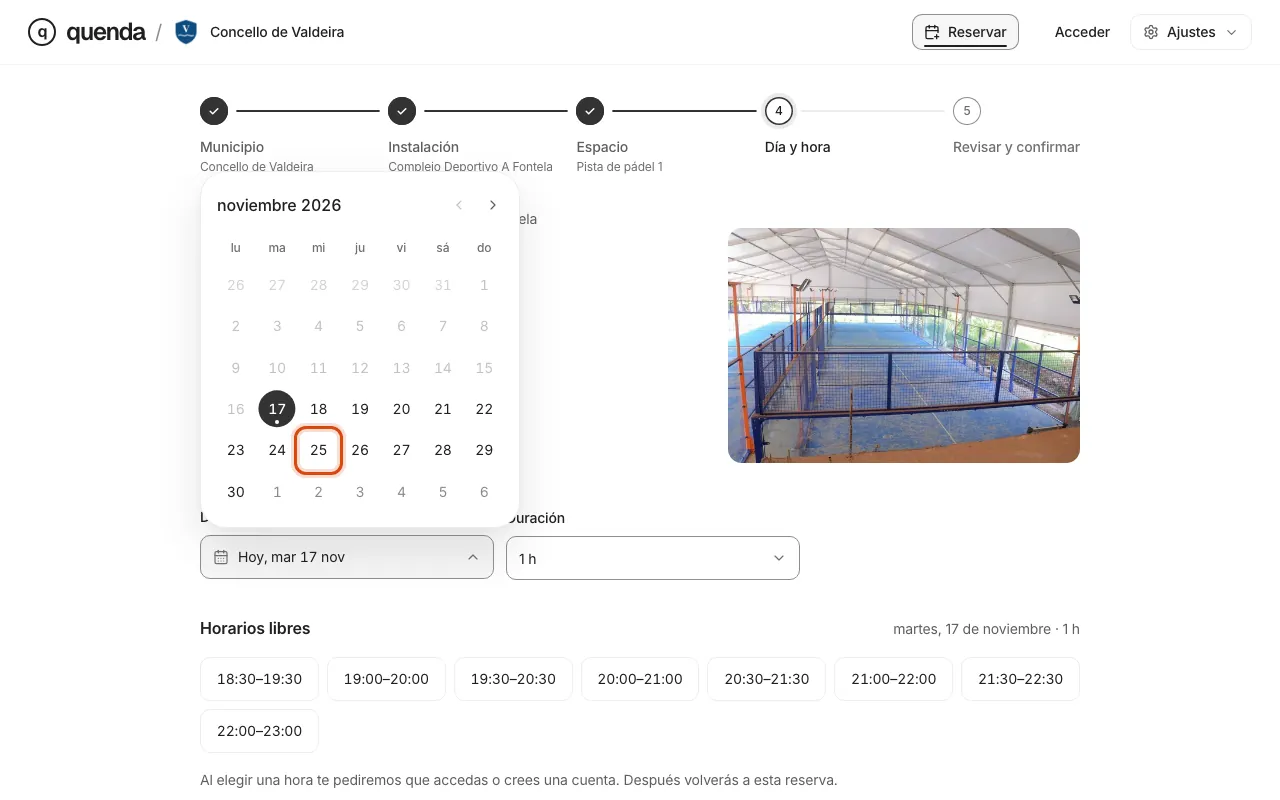 q quenda / V Concello de Valdeira
Reservar
Acceder
Ajustes
4
5
Municipio
Instalación
Espacio
Día y hora
Revisar y confirmar
Concello de Valdeira
Complejo Deportivo A Fontela
Pista de pádel 1
noviembre 2026
ela
lu ma mi ju vi sá do
26 27 28 29 30 31 1
2 3 4 5 6 7 8
9 10 11 12 13 14 15
16 17 18 19 20 21 22
23 24 25 26 27 28 29
30 1 2 3 4 5 6
Duración
Hoy, mar 17 nov
1 h
Horarios libres
martes, 17 de noviembre · 1 h
18:30–19:30 19:00–20:00 19:30–20:30 20:00–21:00 20:30–21:30 21:00–22:00 21:30–22:30
22:00–23:00
Al elegir una hora te pediremos que accedas o crees una cuenta. Después volverás a esta reserva.